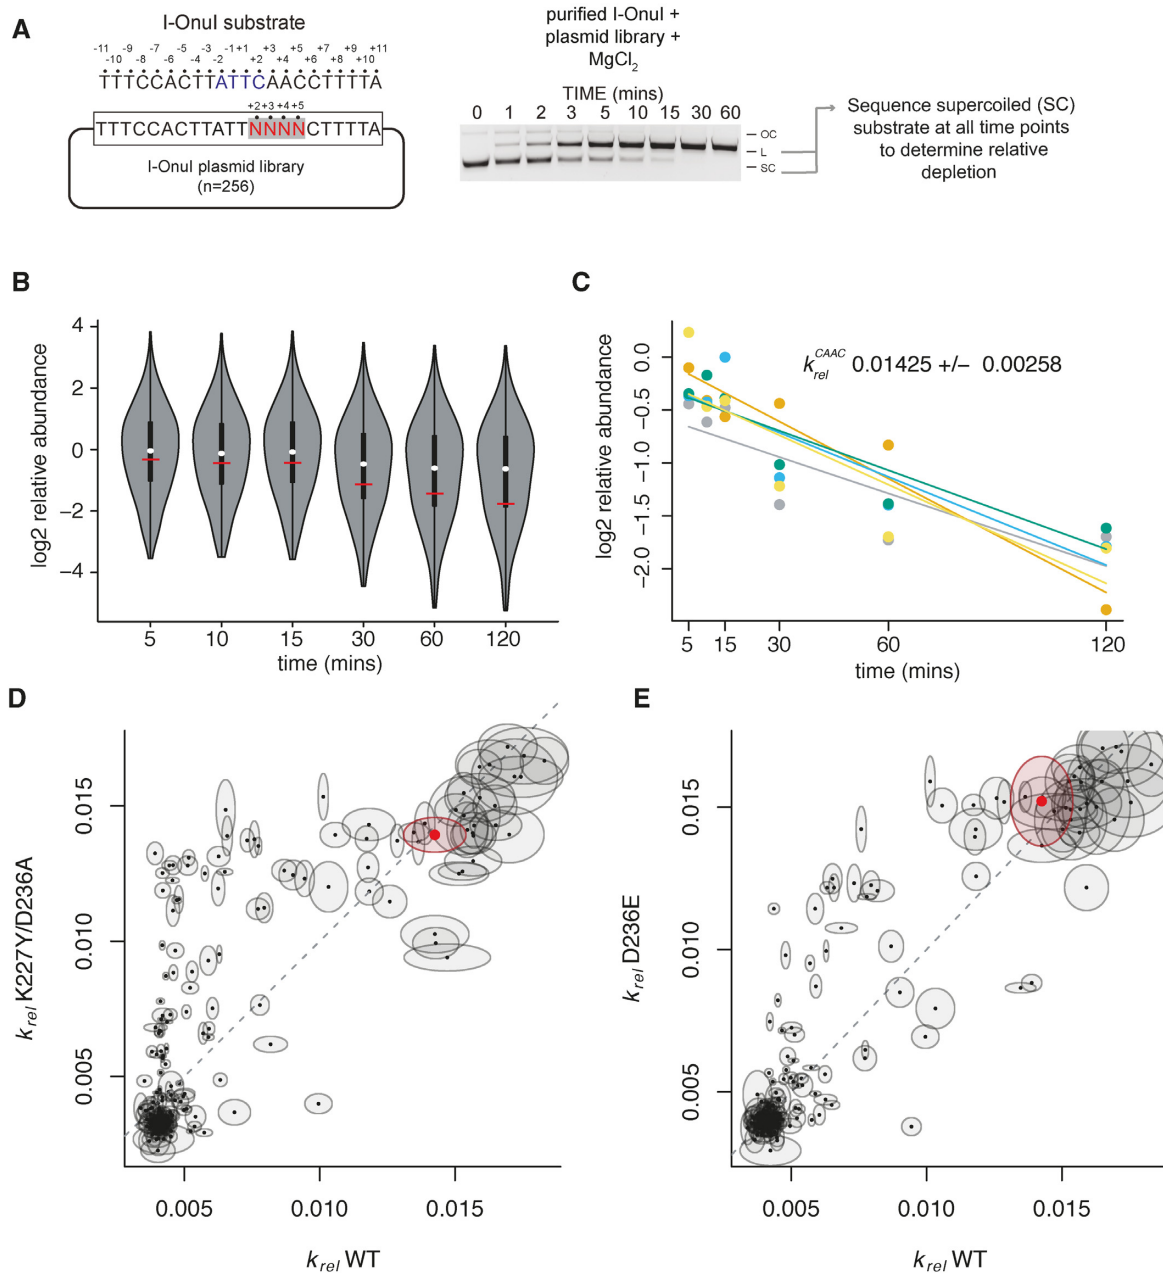 A
I-OnuI substrate
-11 -9 -7 -5 -3 -1 +1 +3 +5 +7 +9 +11
-10 -8 -6 -4 -2 +2 +4 +6 +8 +10
TTTCCACTTATTCAACCTTTTA
+2 +3 +4 +5
TTTCCACTTATTNNNNCTTTTA
I-OnuI plasmid library
(n=256)
purified I-OnuI +
plasmid library +
MgCl2
TIME (mins)
0 1 2 3 5 10 15 30 60
OC
L
SC
Sequence supercoiled (SC)
substrate at all time points
to determine relative
depletion
B
log2 relative abundance
4
2
0
−2
−4
5 10 15 30 60 120
time (mins)
C
log2 relative abundance
0.0
−0.5
−1.0
−1.5
−2.0
k rel CAAC 0.01425 +/− 0.00258
5 15 30 60 120
time (mins)
D
k rel K227Y/D236A
0.015
0.010
0.005
0.005 0.010 0.015
k rel WT
E
k rel D236E
0.015
0.010
0.005
0.005 0.010 0.015
k rel WT